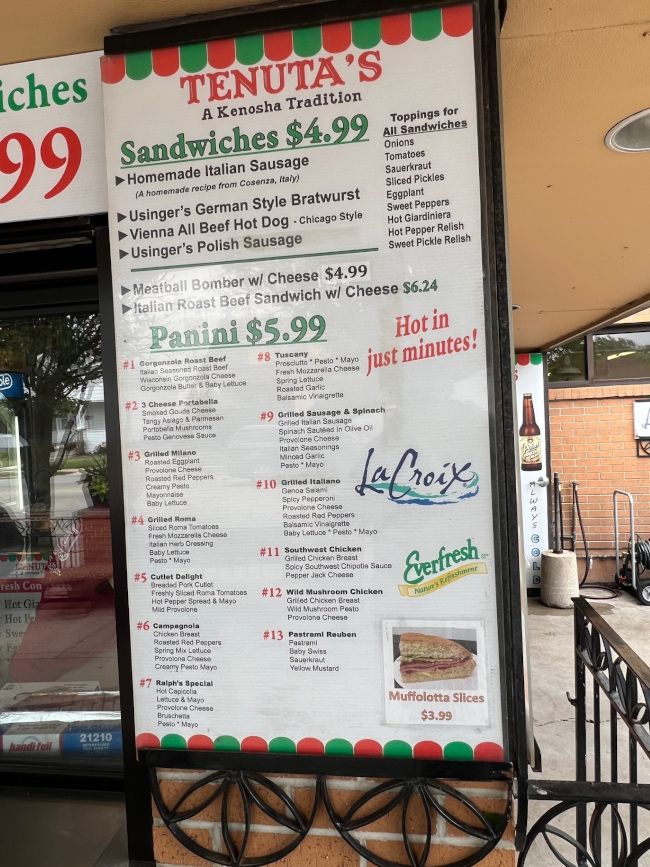 iches
99
TENUTA'S
A Kenosha Tradition
Sandwiches $4.99
►Homemade Italian Sausage
(A homemade recipe from Cosenza, Italy)
►Usinger's German Style Bratwurst
►Vienna All Beef Hot Dog - Chicago Style
►Usinger's Polish Sausage
Toppings for
All Sandwiches
Onions
Tomatoes
Sauerkraut
Sliced Pickles
Eggplant
Sweet Peppers
Hot Giardiniera
Hot Pepper Relish
Sweet Pickle Relish
►Meatball Bomber w/ Cheese $4.99
►Italian Roast Beef Sandwich w/ Cheese $6.24
Panini $5.99
Hot in
just minutes!
#1 Gorgonzola Roast Beef
Italian Seasoned Roast Beef
Wisconsin Gorgonzola Cheese
Gorgonzola Butter & Baby Lettuce
#2 3 Cheese Portabella
Smoked Gouda Cheese
Tangy Asiago & Parmesan
Portobella Mushrooms
Pesto Genovesa Sauce
#3 Grilled Milano
Roasted Eggplant
Provolone Cheese
Roasted Red Peppers
Creamy Pesto
Mayonnaise
Baby Lettuce
#4 Grilled Roma
Sliced Roma Tomatoes
Fresh Mozzarella Cheese
Italian Herb Dressing
Baby Lettuce
Pesto * Mayo
#5 Cutlet Delight
Breaded Pork Cutlet
Freshly Sliced Roma Tomatoes
Hot Pepper Spread & Mayo
Mild Provolone
#6 Campagnola
Chicken Breast
Roasted Red Peppers
Spring Mix Lettuce
Provolone Cheese
Creamy Pesto Mayo
#7 Ralph's Special
Hot Capicolla
Lettuce & Mayo
Provolone Cheese
Bruschetta
Pesto * Mayo
#8 Tuscany
Prosciutto * Pesto * Mayo
Fresh Mozzarella Cheese
Spring Lettuce
Roasted Garlic
Balsamic Vinaigrette
#9 Grilled Sausage & Spinach
Grilled Italian Sausage
Spinach Sautéed In Olive Oil
Provolone Cheese
Italian Seasonings
Minced Garlic
Pesto * Mayo
#10 Grilled Italiano
Genoa Salami
Spicy Pepperoni
Provolone Cheese
Roasted Red Peppers
Balsamic Vinaigrette
Baby Lettuce * Pesto * Mayo
#11 Southwest Chicken
Grilled Chicken Breast
Spicy Southwest Chipotle Sauce
Pepper Jack Cheese
#12 Wild Mushroom Chicken
Grilled Chicken Breast
Wild Mushroom Pesto
Provolone Cheese
#13 Pastrami Reuben
Pastrami
Baby Swiss
Sauerkraut
Yellow Mustard
LaCroix
Everfresh
Nature's Refreshment
Muffolotta Slices
$3.99
ALWAYS
COLD
handi-foil
21210